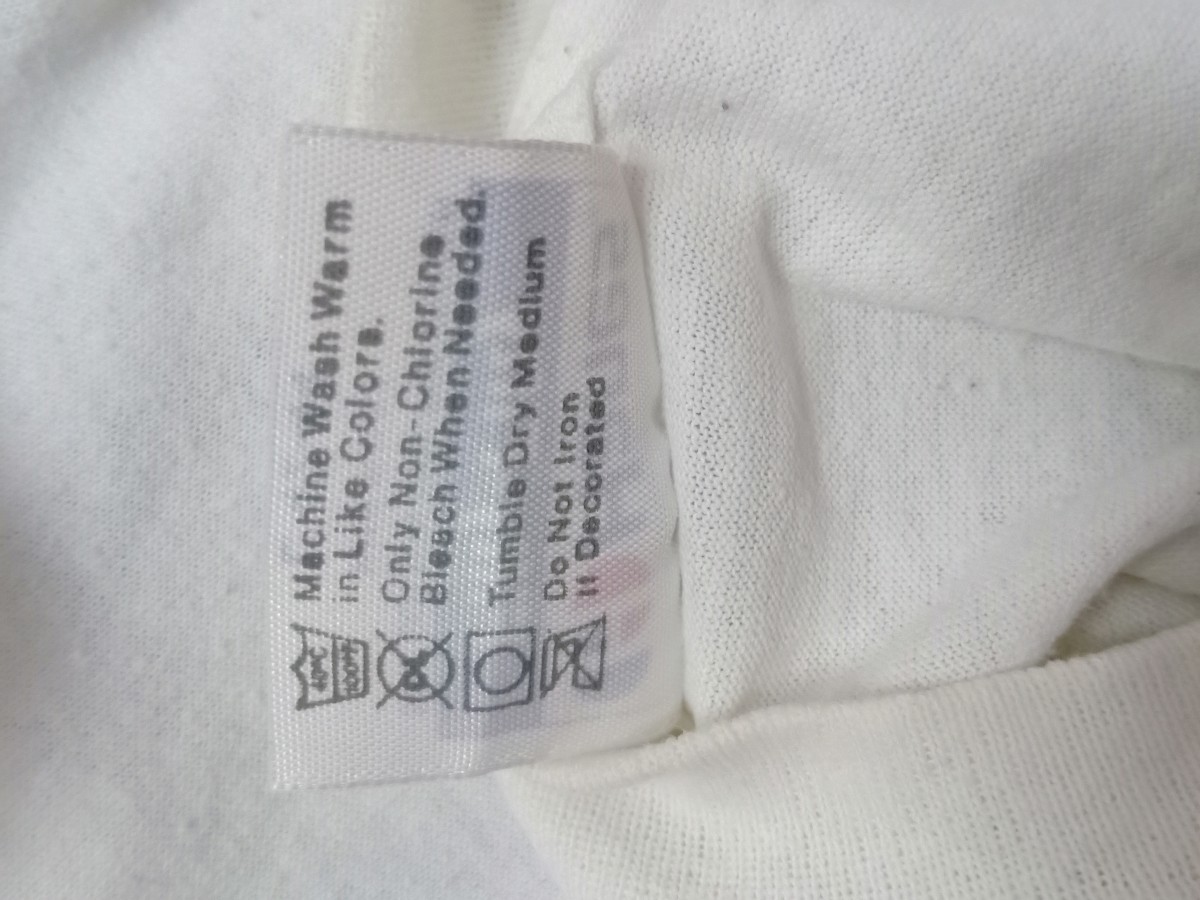 Machine Wash Warm
in Like Colors.
Only Non-Chlorine
Bleach When Needed.
Tumble Dry Medium
Do Not Iron
If Decorated